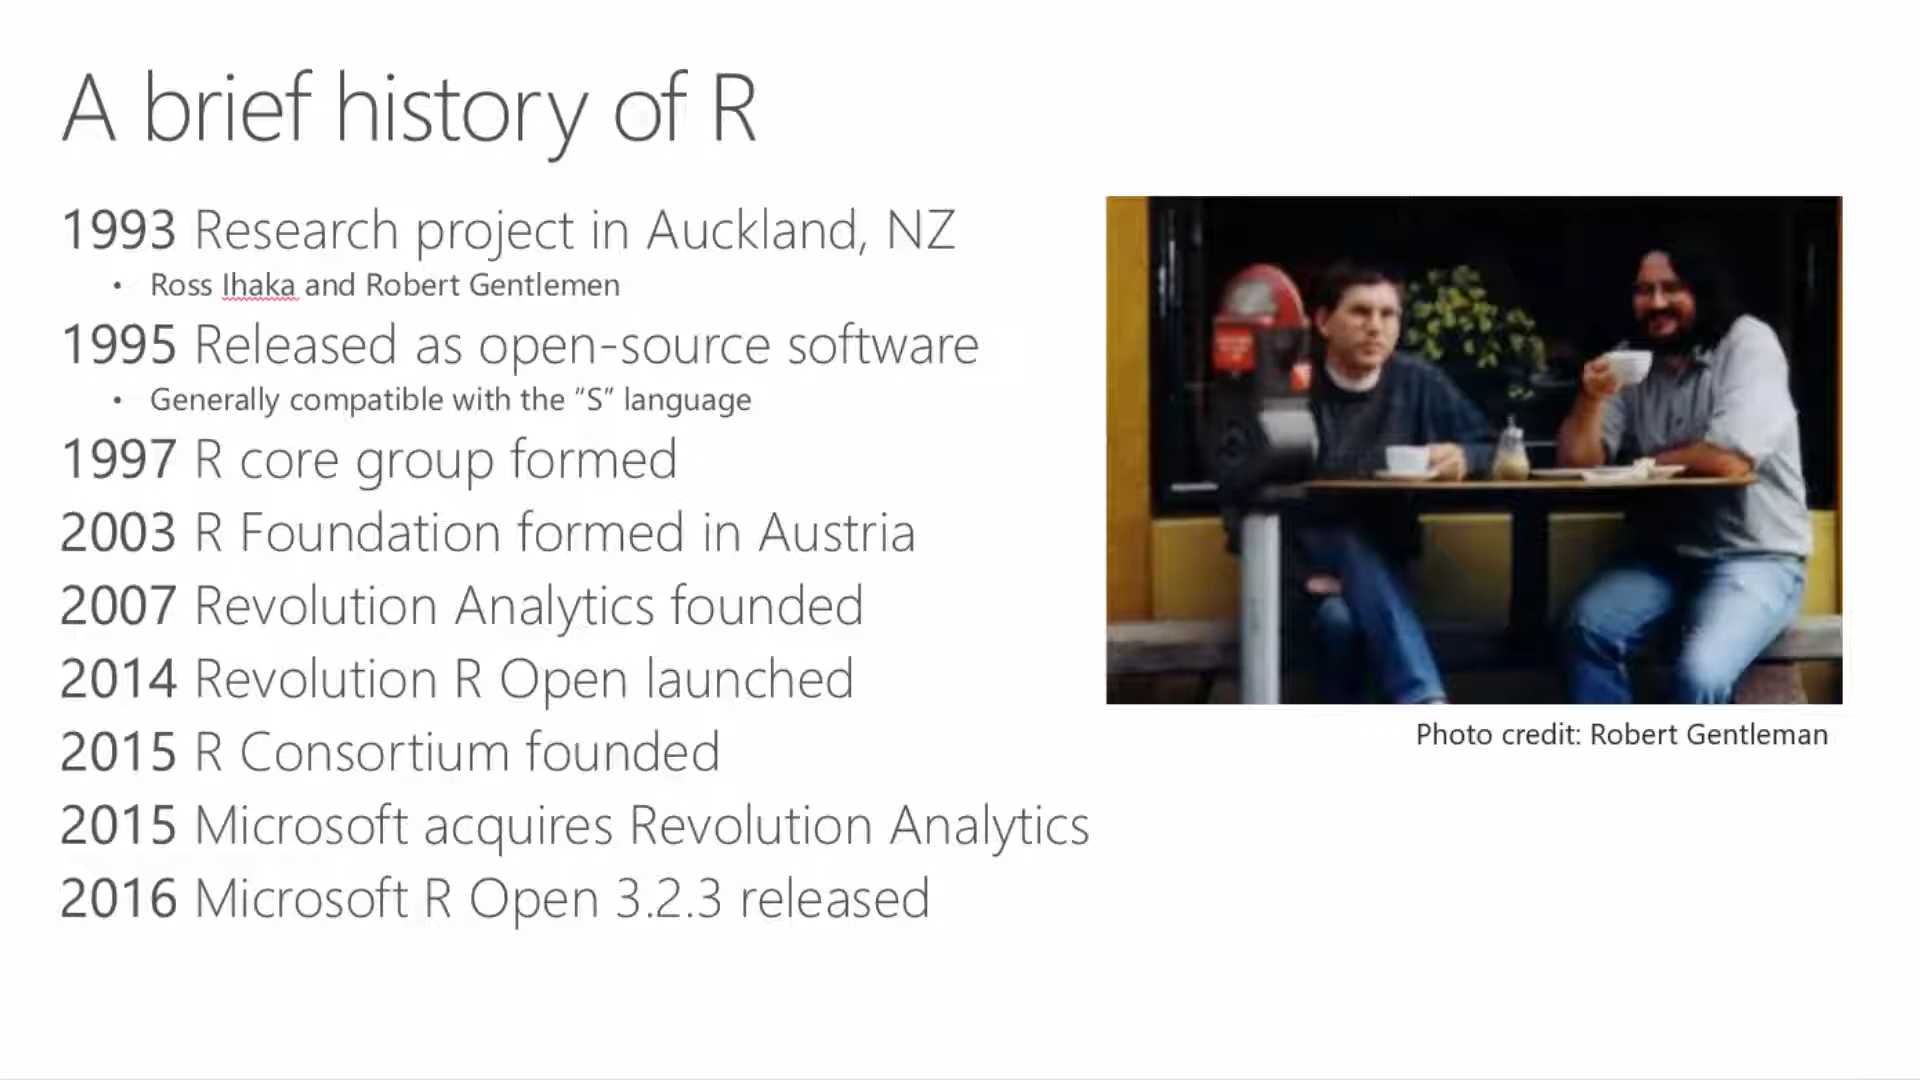 A brief history of R
1993 Research project in Auckland, NZ
• Ross Ihaka and Robert Gentlemen
1995 Released as open-source software
• Generally compatible with the “S” language
1997 R core group formed
2003 R Foundation formed in Austria
2007 Revolution Analytics founded
2014 Revolution R Open launched
2015 R Consortium founded
2015 Microsoft acquires Revolution Analytics
2016 Microsoft R Open 3.2.3 released
Photo credit: Robert Gentleman